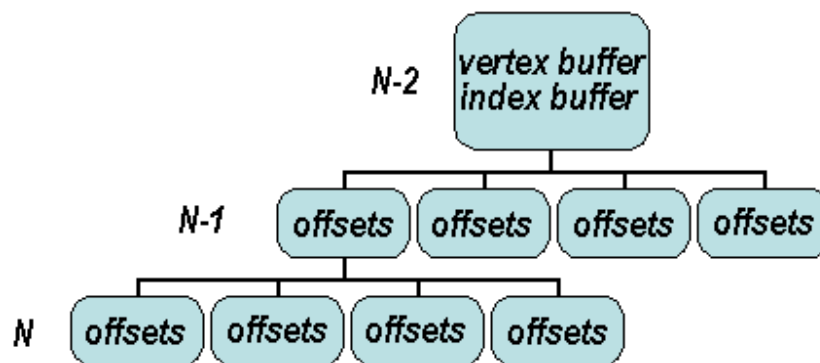 N-2
vertex buffer
index buffer
N-1
offsets
offsets
offsets
offsets
N
offsets
offsets
offsets
offsets